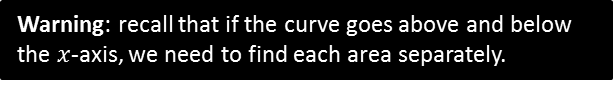 Warning: recall that if the curve goes above and below
the 𝑥-axis, we need to find each area separately.